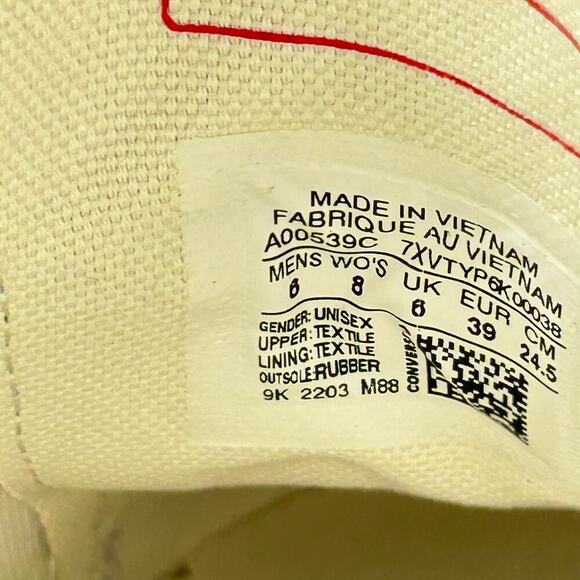 MADE IN VIETNAM
FABRIQUE AU VIETNAM
A00539C 7XVTYP6K00038
MENS WO'S UK EUR CM
6 8 6 39 24.5
GENDER: UNISEX
UPPER: TEXTILE
LINING: TEXTILE
OUTSOLE: RUBBER
9K 2203 M88
CONVERSE